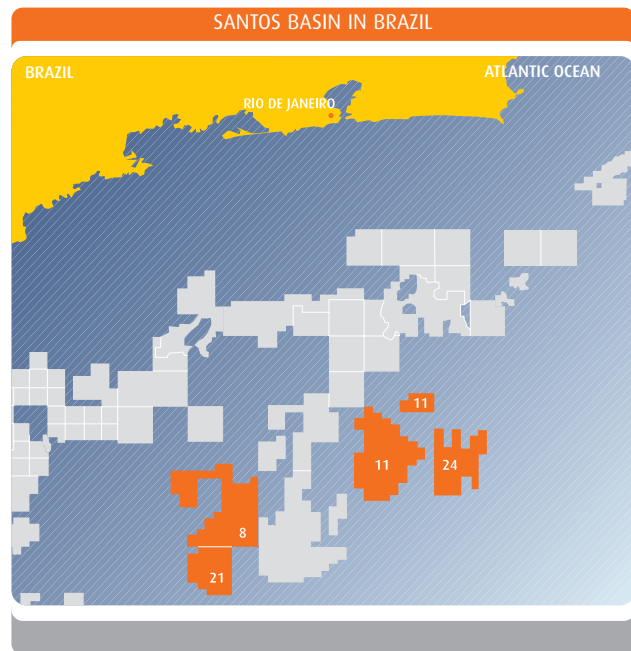 SANTOS BASIN IN BRAZIL
BRAZIL
ATLANTIC OCEAN
RIO DE JANEIRO
11
11
24
8
21